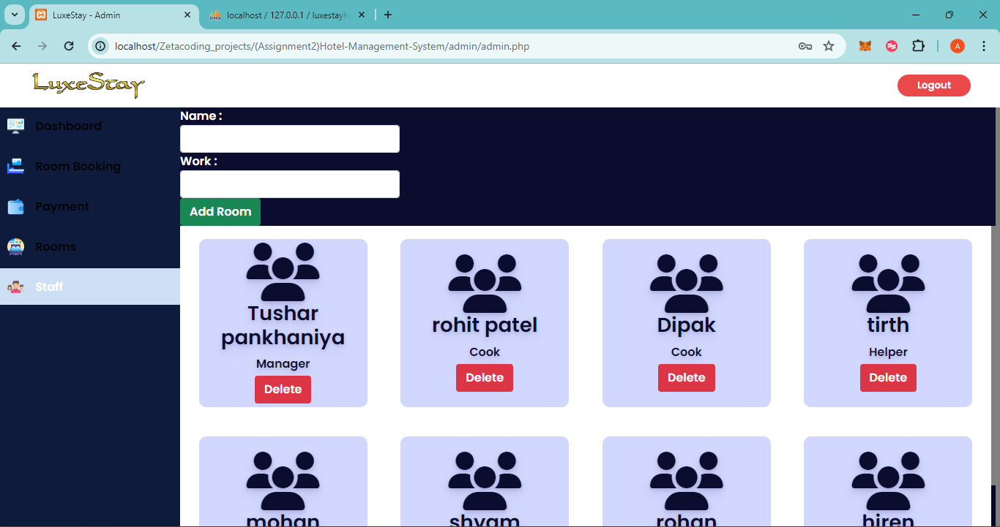 LuxeStay - Admin
localhost / 127.0.0.1 / luxestayh
localhost/Zetacoding_projects/(Assignment2)Hotel-Management-System/admin/admin.php
A
LuxeStay
Logout
Dashboard
Room Booking
Payment
Rooms
Staff
Name :
Work :
Add Room
Tushar
pankhaniya
Manager
Delete
rohit patel
Cook
Delete
Dipak
Cook
Delete
tirth
Helper
Delete
mohan
shyam
rohan
hiren